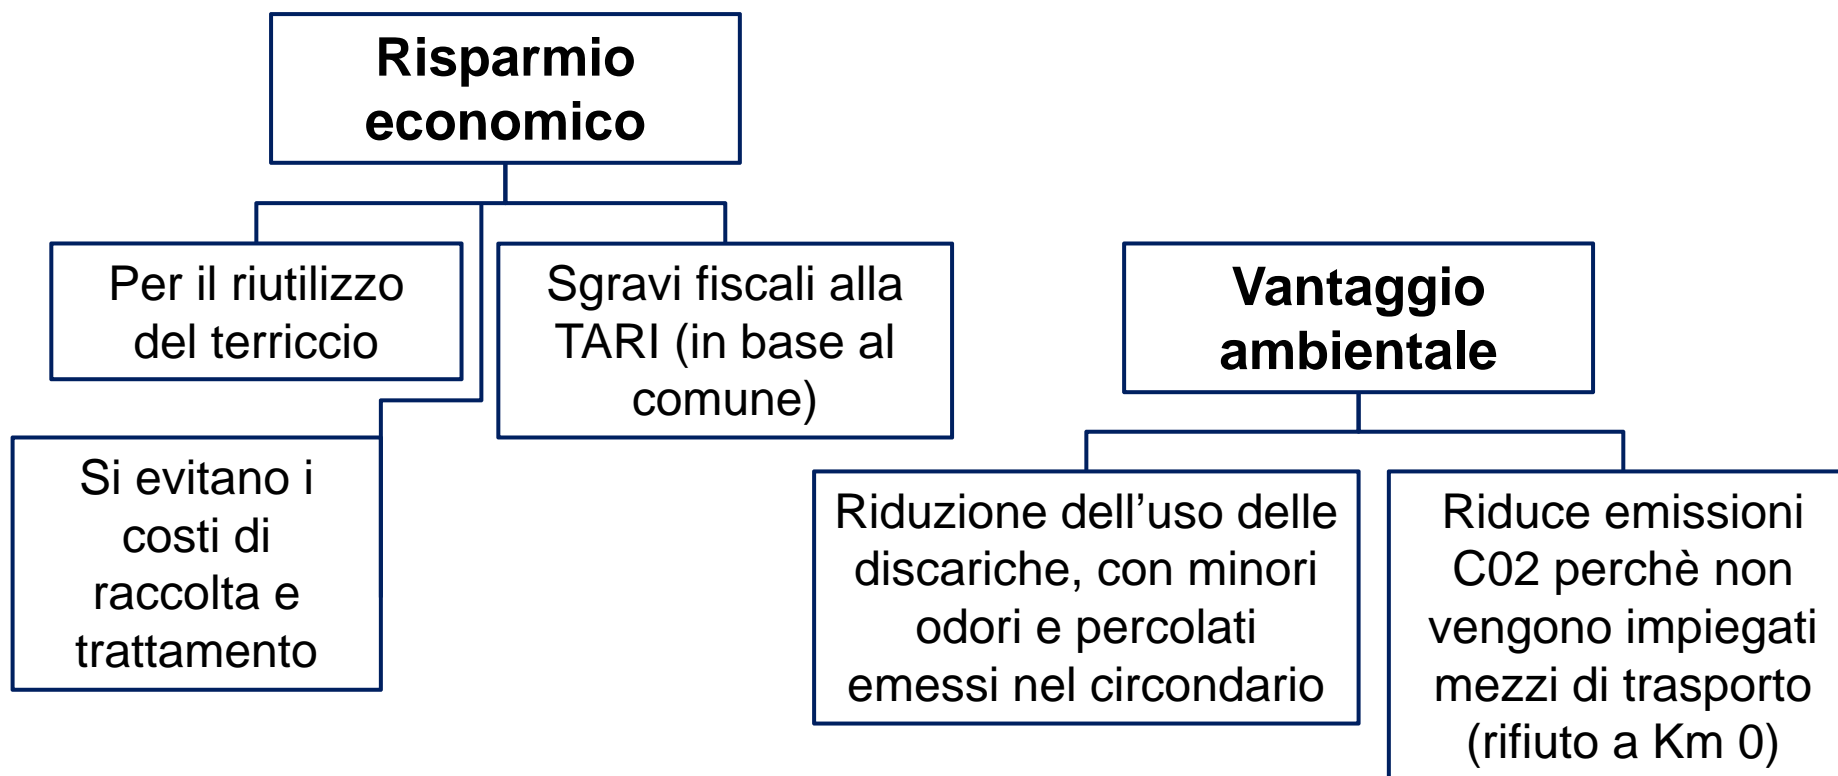 Risparmio
economico
Per il riutilizzo
del terriccio
Sgravi fiscali alla
TARI (in base al
comune)
Si evitano i
costi di
raccolta e
trattamento
Vantaggio
ambientale
Riduzione dell’uso delle
discariche, con minori
odori e percolati
emessi nel circondario
Riduce emissioni
C02 perchè non
vengono impiegati
mezzi di trasporto
(rifiuto a Km 0)